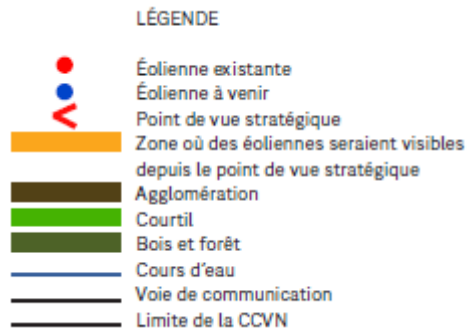 LÉGENDE
Éolienne existante
Éolienne à venir
Point de vue stratégique
Zone où des éoliennes seraient visibles
depuis le point de vue stratégique
Agglomération
Courtil
Bois et forêt
Cours d'eau
Voie de communication
Limite de la CCVN